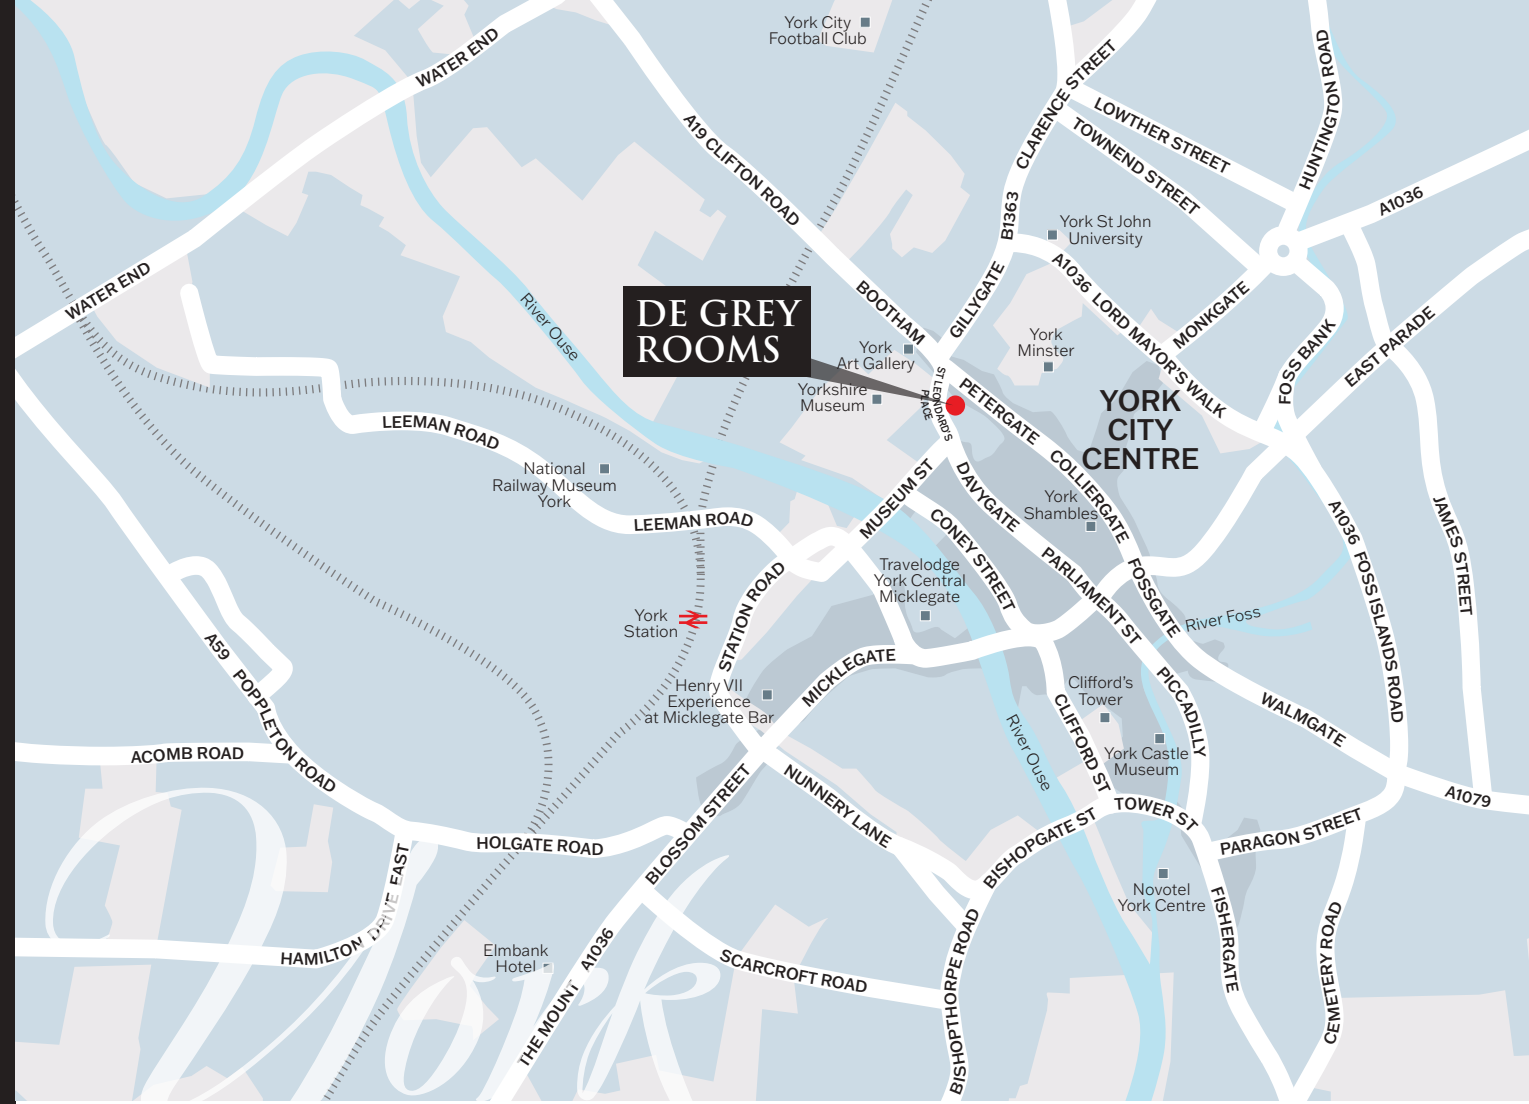 York City
Football Club
WATER END
A19 CLIFTON ROAD
CLARENCE STREET
LOWTHER STREET
TOWNEND STREET
HUNTINGTON ROAD
A1036
B1363
York St John
University
WATER END
River Ouse
DE GREY
ROOMS
BOOTHAM
GILLYGATE
A1036 LORD MAYOR'S WALK
MONKGATE
FOSS BANK
EAST PARADE
York
Art Gallery
York
Minster
Yorkshire
Museum
ST LEONDARD'S
PLACE
PETERGATE
YORK
CITY
CENTRE
LEEMAN ROAD
National
Railway Museum
York
LEEMAN ROAD
MUSEUM ST
DAVYGATE
COLLIERGATE
York
Shambles
CONEY STREET
PARLIAMENT ST
FOSSGATE
A1036 FOSS ISLANDS ROAD
JAMES STREET
Travelodge
York Central
Micklegate
River Foss
York
Station
STATION ROAD
MICKLEGATE
Henry VII
Experience
at Micklegate Bar
Clifford's
Tower
PICCADILLY
CLIFFORD ST
WALMGATE
River Ouse
York Castle
Museum
A59 POPPLETON ROAD
ACOMB ROAD
HOLGATE ROAD
BLOSSOM STREET
NUNNERY LANE
BISHOPGATE ST
TOWER ST
PARAGON STREET
A1079
HAMILTON DRIVE EAST
Elmbank
Hotel
THE MOUNT A1036
SCARCROFT ROAD
BISHOPTHORPE ROAD
Novotel
York Centre
FISHERGATE
CEMETERY ROAD
York